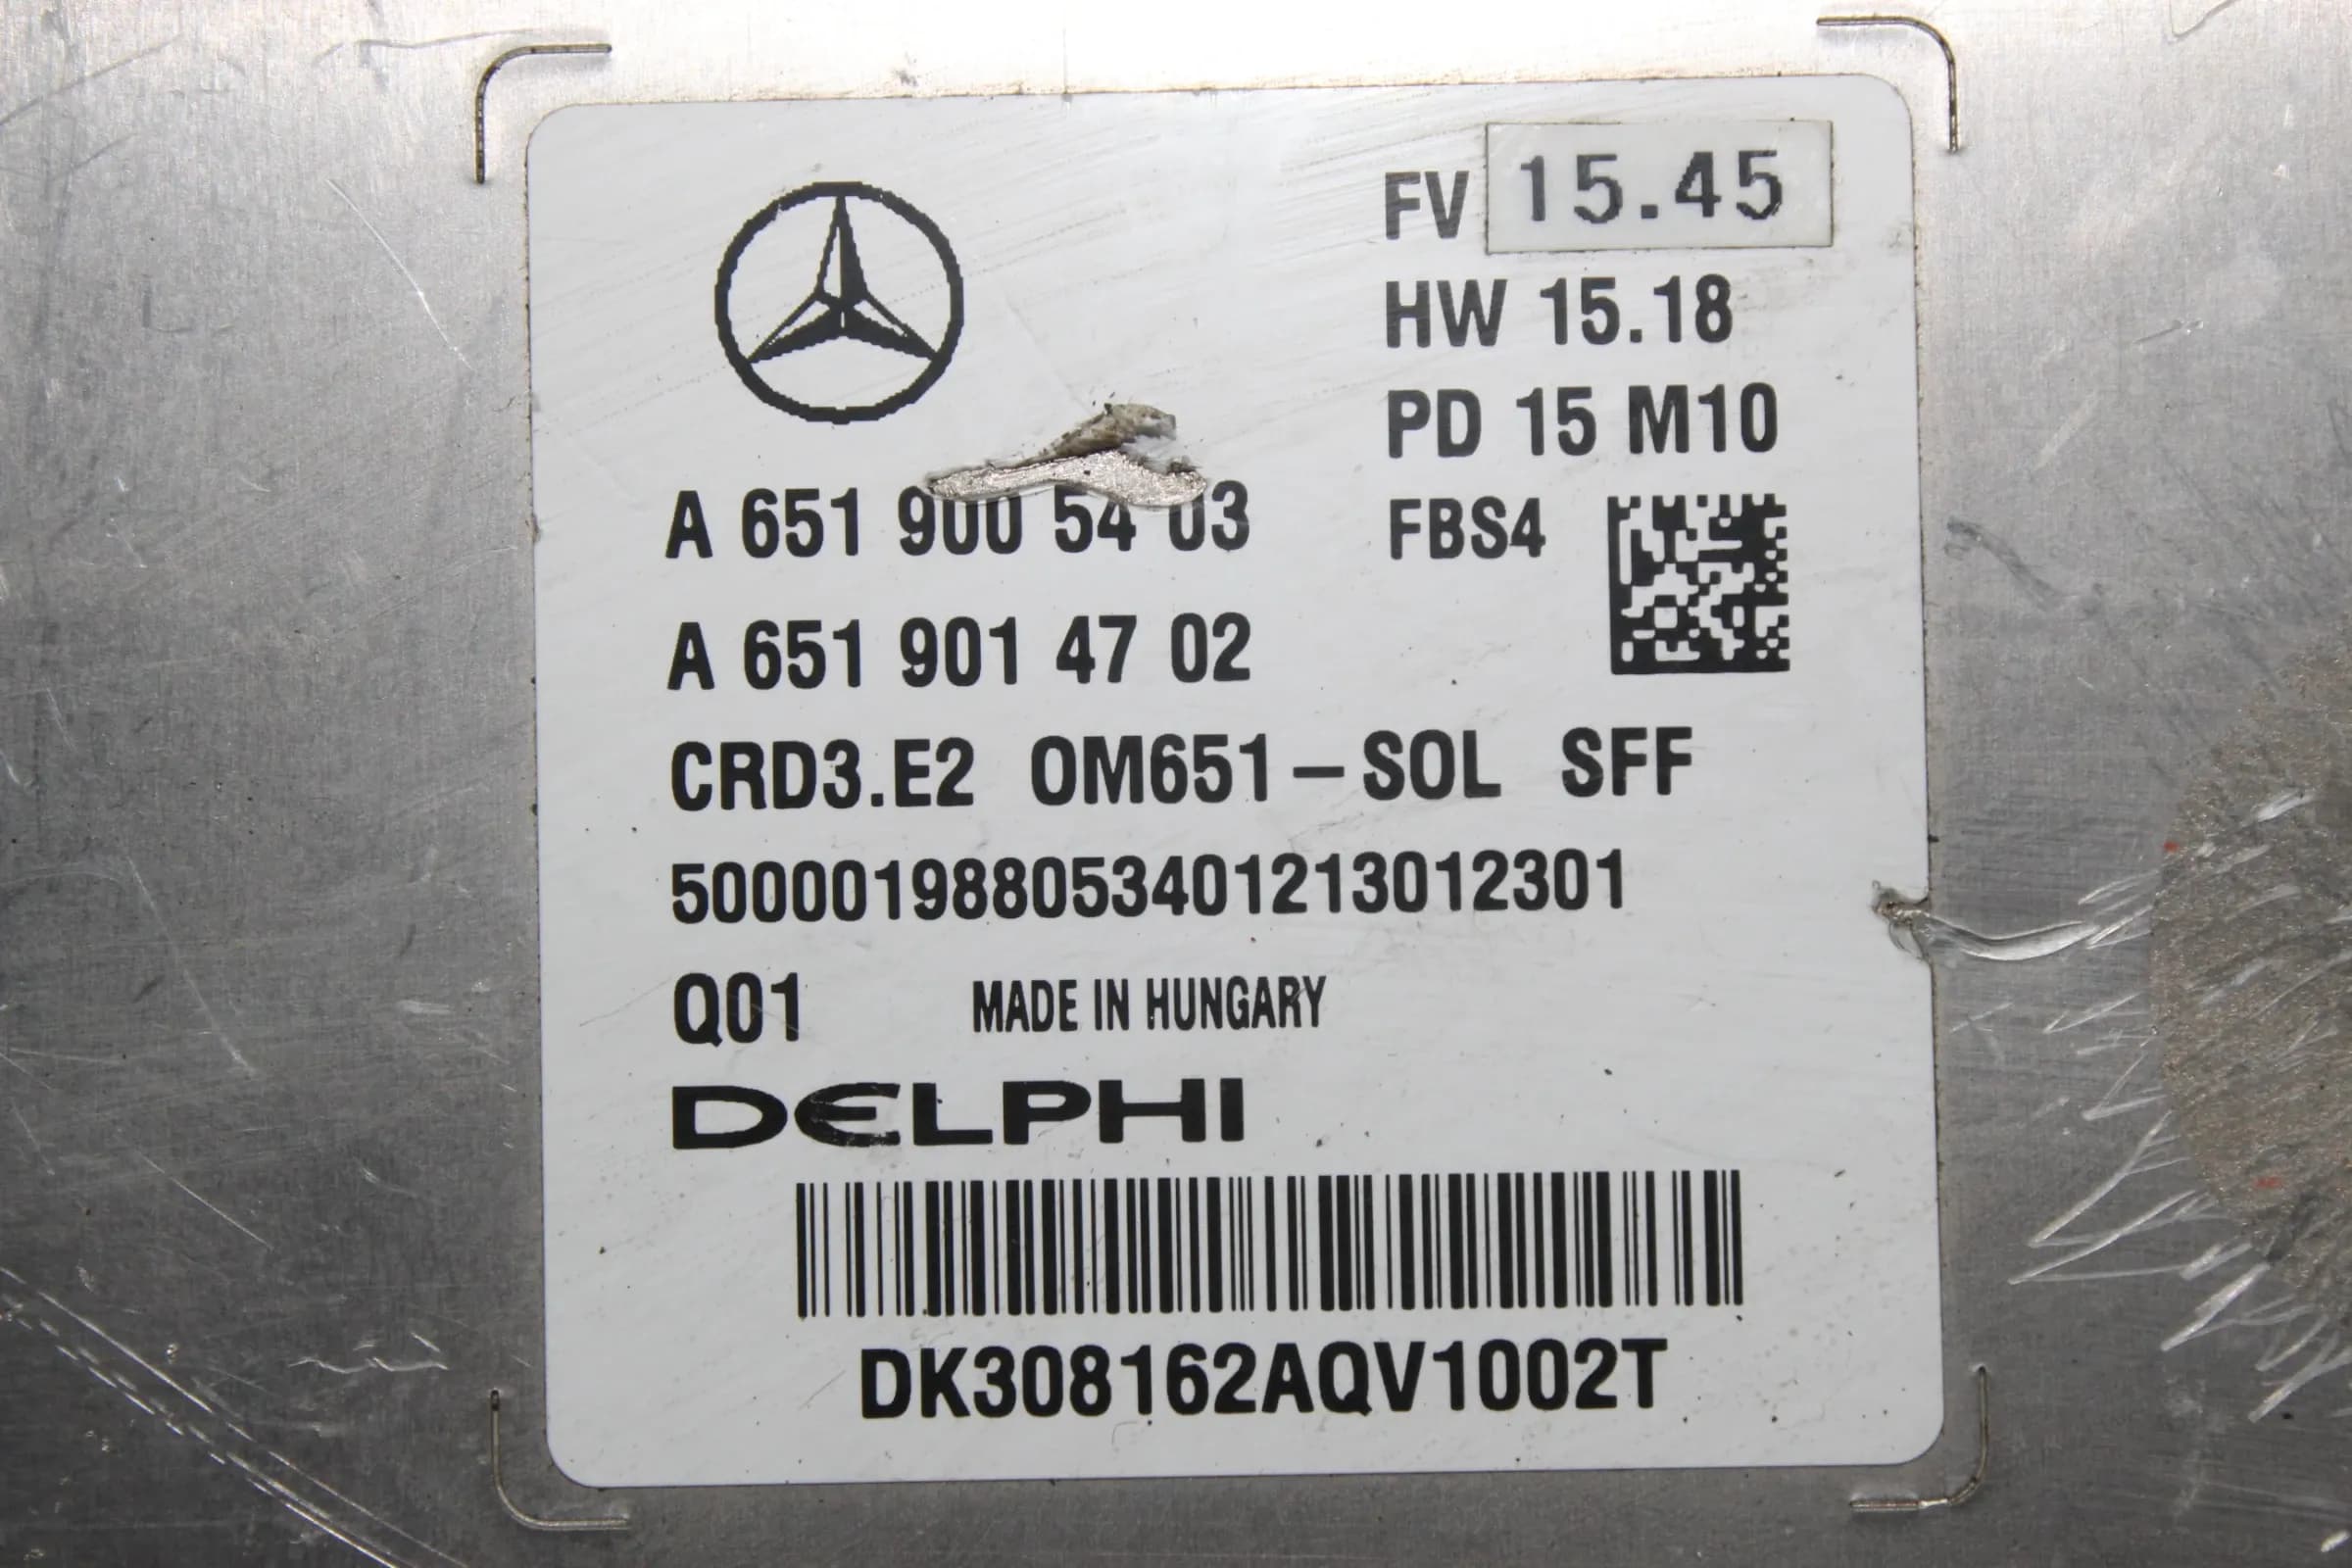 FV 15.45
HW 15.18
PD 15 M10
A 651 900 54 03
FBS4
A 651 901 47 02
CRD3.E2 OM651-SOL SFF
500001988053401213012301
Q01 MADE IN HUNGARY
DELPHI
DK308162AQV1002T